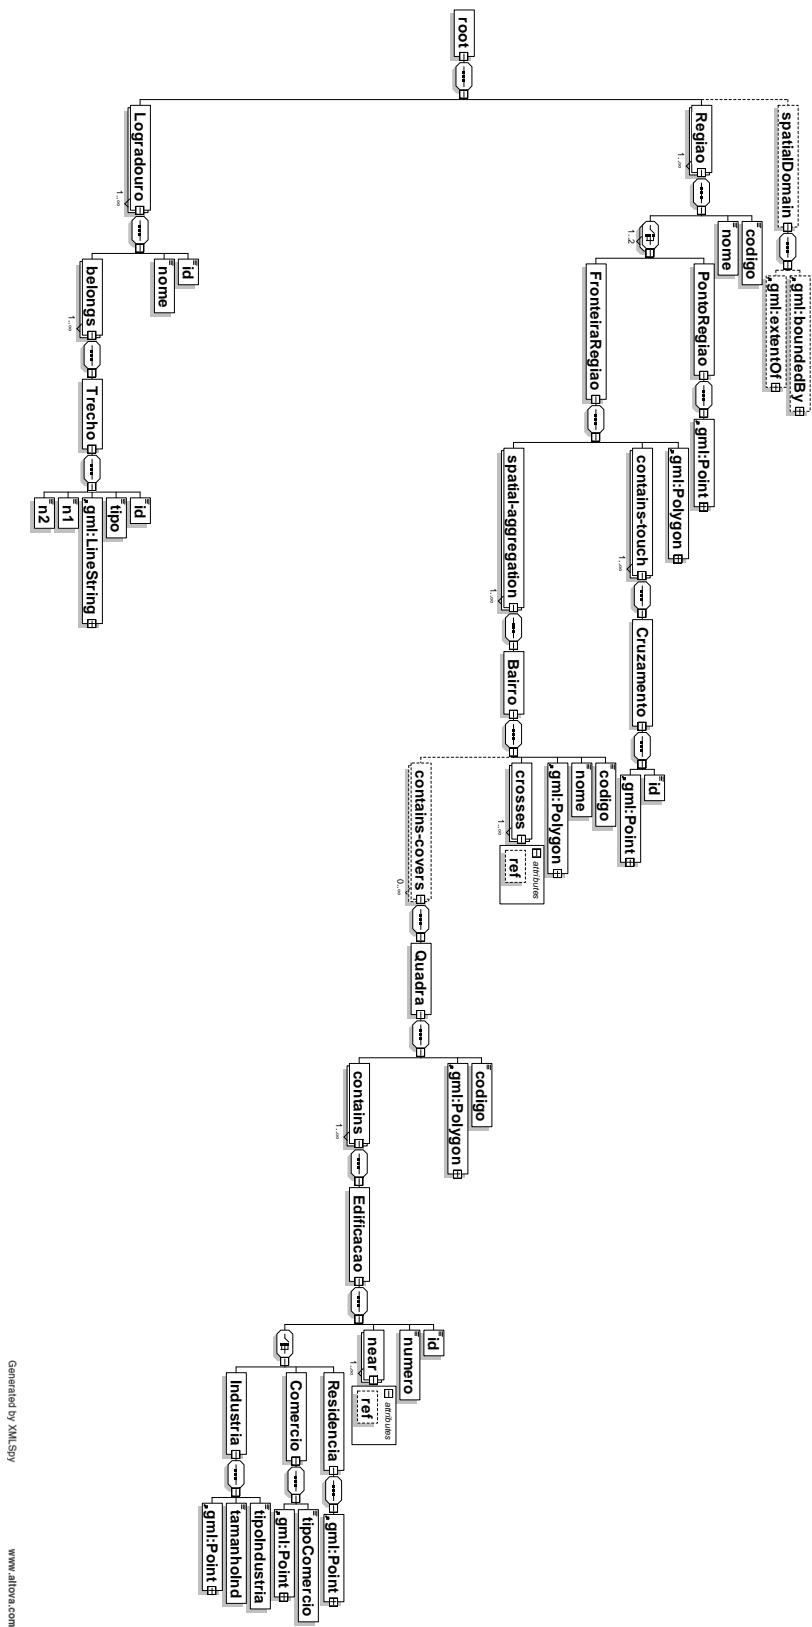 root
spatialDomain
gml:boundedBy
gml:extentOf
Regiao
1..∞
codigo
nome
1..2
PontoRegiao
gml:Point
FronteiraRegiao
gml:Polygon
contains-touch
1..∞
Cruzamento
id
gml:Point
spatial-aggregation
1..∞
Bairro
codigo
nome
gml:Polygon
crosses
1..∞
attributes
ref
contains-covers
0..∞
Quadra
codigo
gml:Polygon
contains
1..∞
Edificacao
id
numero
near
1..∞
attributes
ref
Residencia
gml:Point
Comercio
tipoComercio
gml:Point
Industria
tipoIndustria
tamanhoInd
gml:Point
Logradouro
1..∞
id
nome
belongs
1..∞
Trecho
id
tipo
gml:LineString
n1
n2
Generated by XMLSpy
www.altova.com